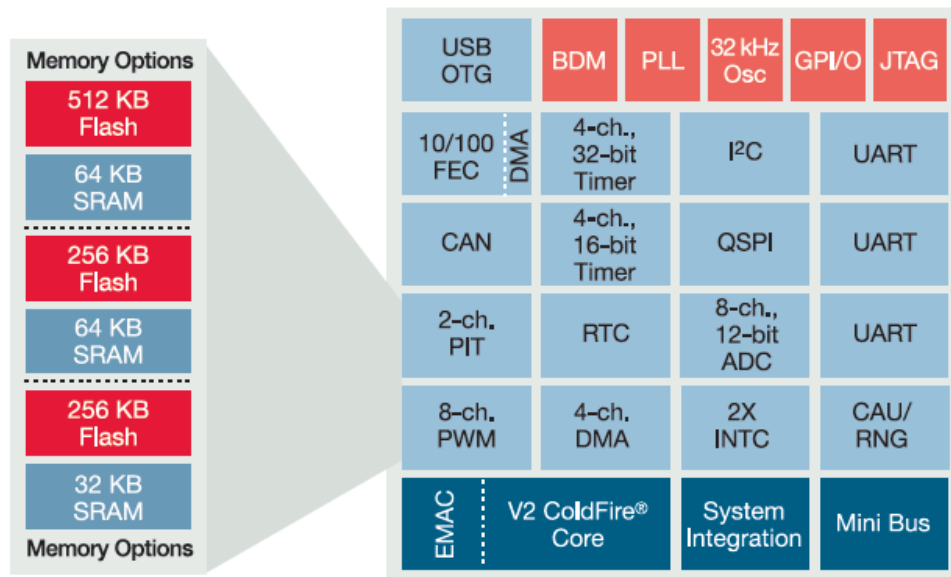 Memory Options
512 KB
Flash
64 KB
SRAM
256 KB
Flash
64 KB
SRAM
256 KB
Flash
32 KB
SRAM
Memory Options
USB
OTG
BDM
PLL
32 kHz
Osc
GPI/O
JTAG
10/100
FEC
DMA
4-ch.,
32-bit
Timer
I²C
UART
CAN
4-ch.,
16-bit
Timer
QSPI
UART
2-ch.
PIT
RTC
8-ch.,
12-bit
ADC
UART
8-ch.
PWM
4-ch.
DMA
2X
INTC
CAU/
RNG
EMAC
V2 ColdFire®
Core
System
Integration
Mini Bus